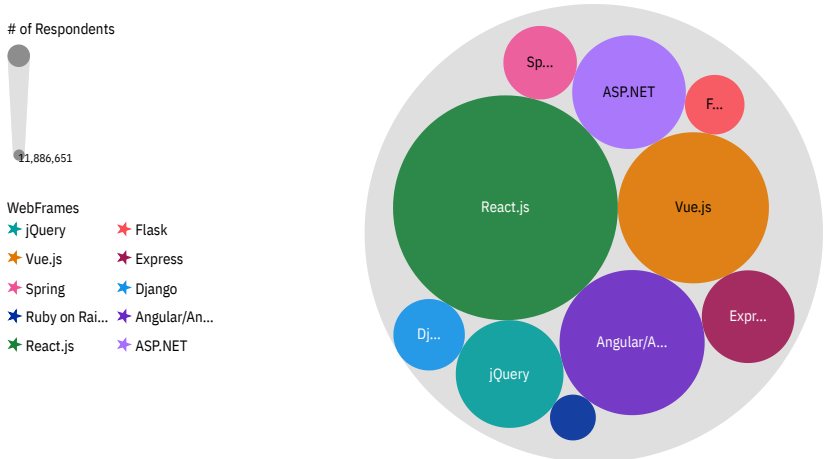 # of Respondents
11,886,651
WebFrames
jQuery
Flask
Vue.js
Express
Spring
Django
Ruby on Rai...
Angular/An...
React.js
ASP.NET
Sp...
ASP.NET
F...
React.js
Vue.js
Dj...
jQuery
Angular/A...
Expr...